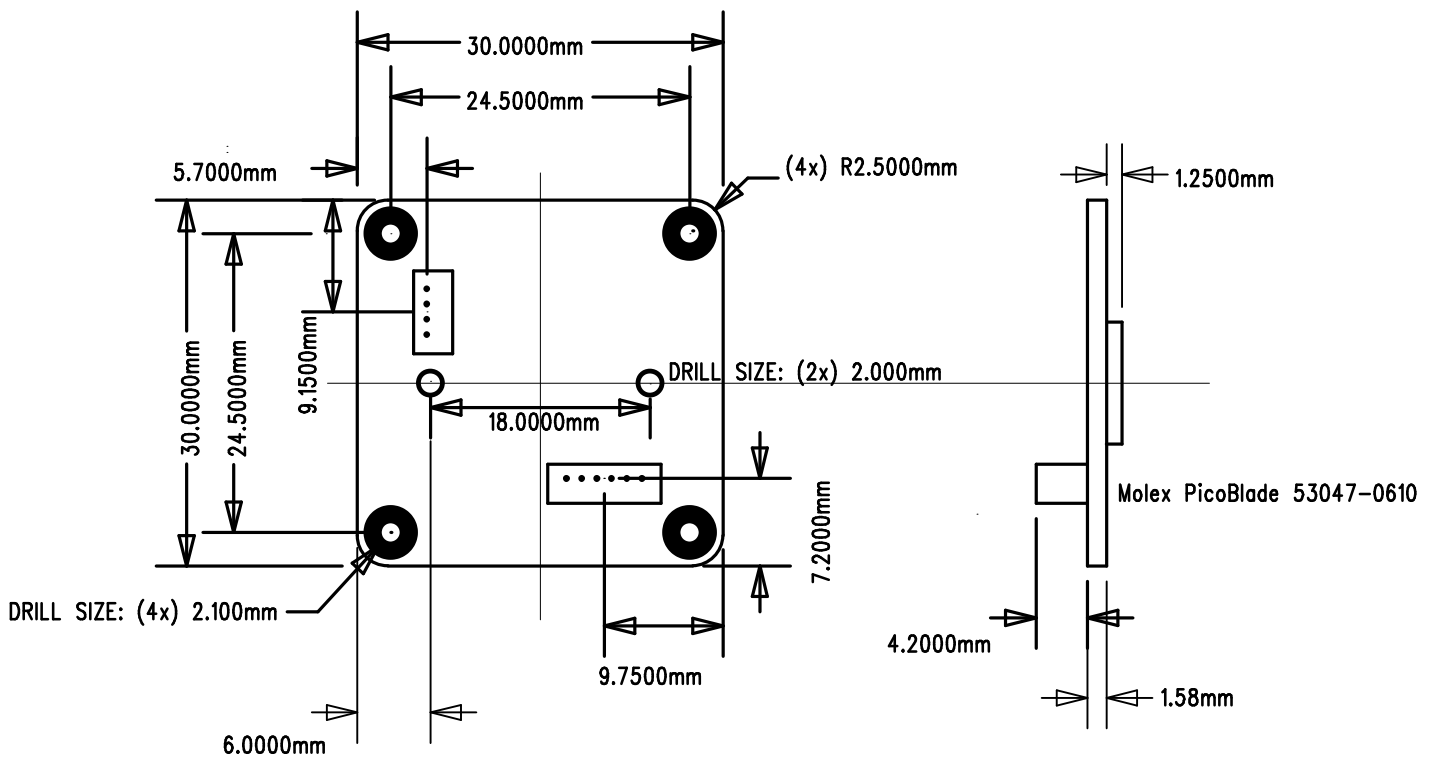 30.0000mm
24.5000mm
5.7000mm
(4x) R2.5000mm
1.2500mm
30.0000mm
24.5000mm
9.1500mm
DRILL SIZE: (2x) 2.000mm
18.0000mm
7.2000mm
Molex PicoBlade 53047-0610
DRILL SIZE: (4x) 2.100mm
4.2000mm
9.7500mm
1.58mm
6.0000mm